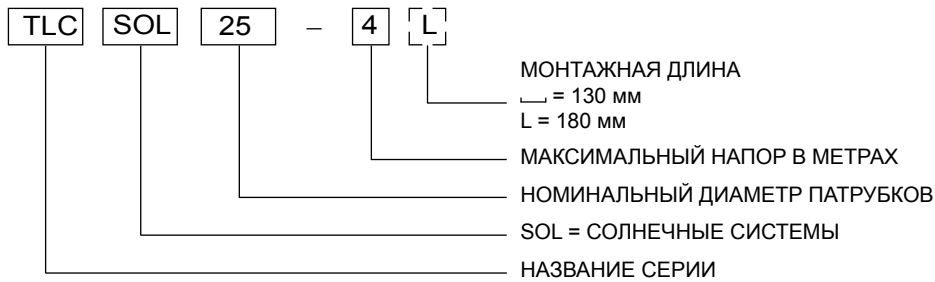 TLC SOL 25 – 4 L
МОНТАЖНАЯ ДЛИНА
⎵ = 130 мм
L = 180 мм
МАКСИМАЛЬНЫЙ НАПОР В МЕТРАХ
НОМИНАЛЬНЫЙ ДИАМЕТР ПАТРУБКОВ
SOL = СОЛНЕЧНЫЕ СИСТЕМЫ
НАЗВАНИЕ СЕРИИ